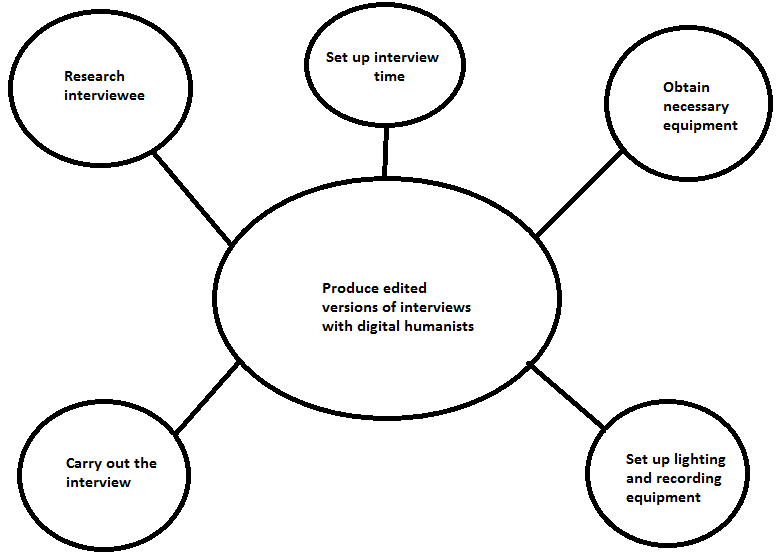 Research
interviewee
Set up interview
time
Obtain
necessary
equipment
Produce edited
versions of interviews
with digital humanists
Carry out the
interview
Set up lighting
and recording
equipment